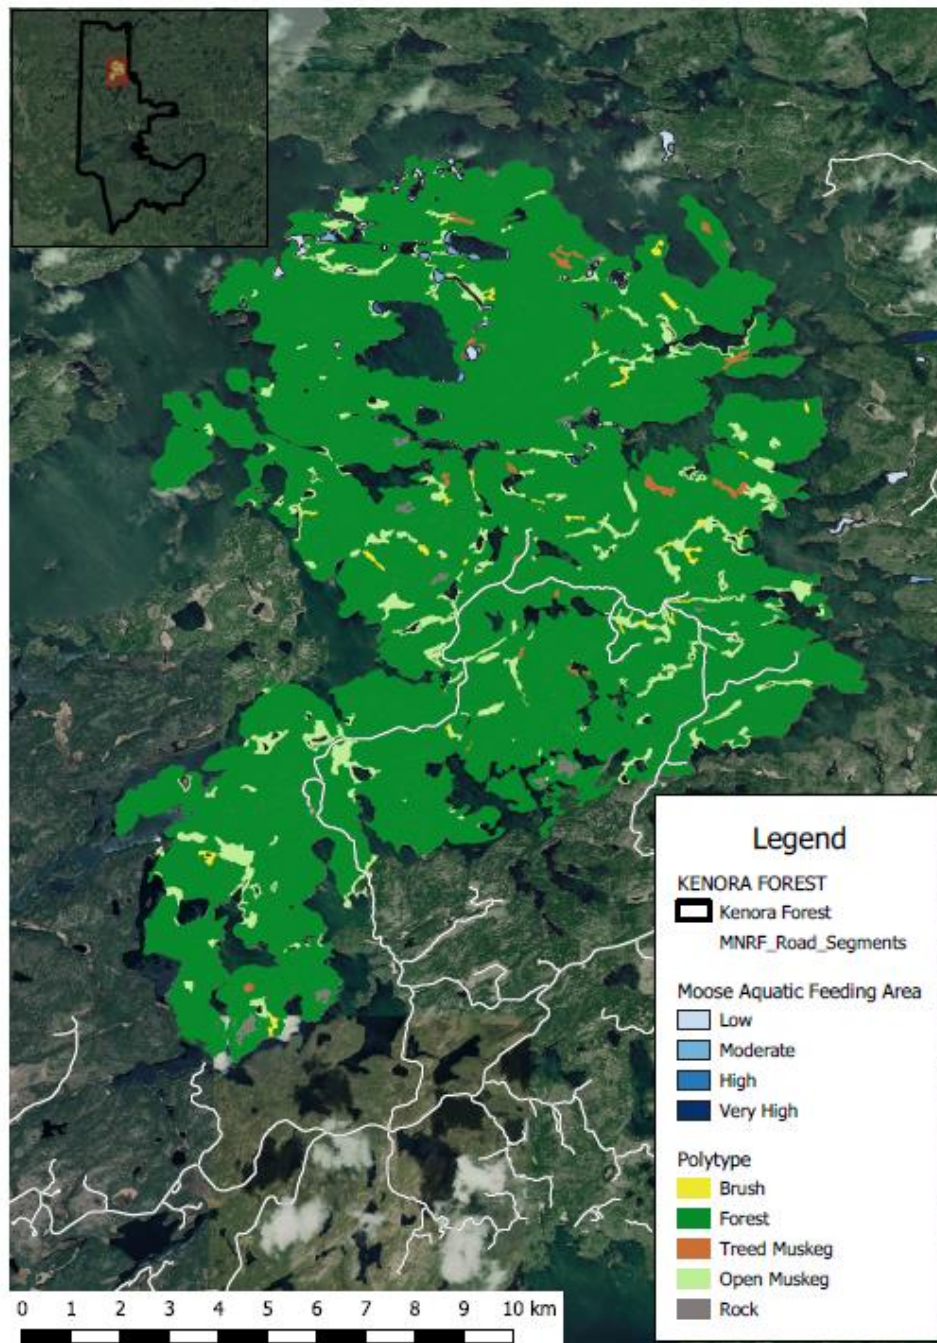 Legend
KENORA FOREST
Kenora Forest
MNRF_Road_Segments
Moose Aquatic Feeding Area
Low
Moderate
High
Very High
Polytype
Brush
Forest
Treed Muskeg
Open Muskeg
Rock
0 1 2 3 4 5 6 7 8 9 10 km